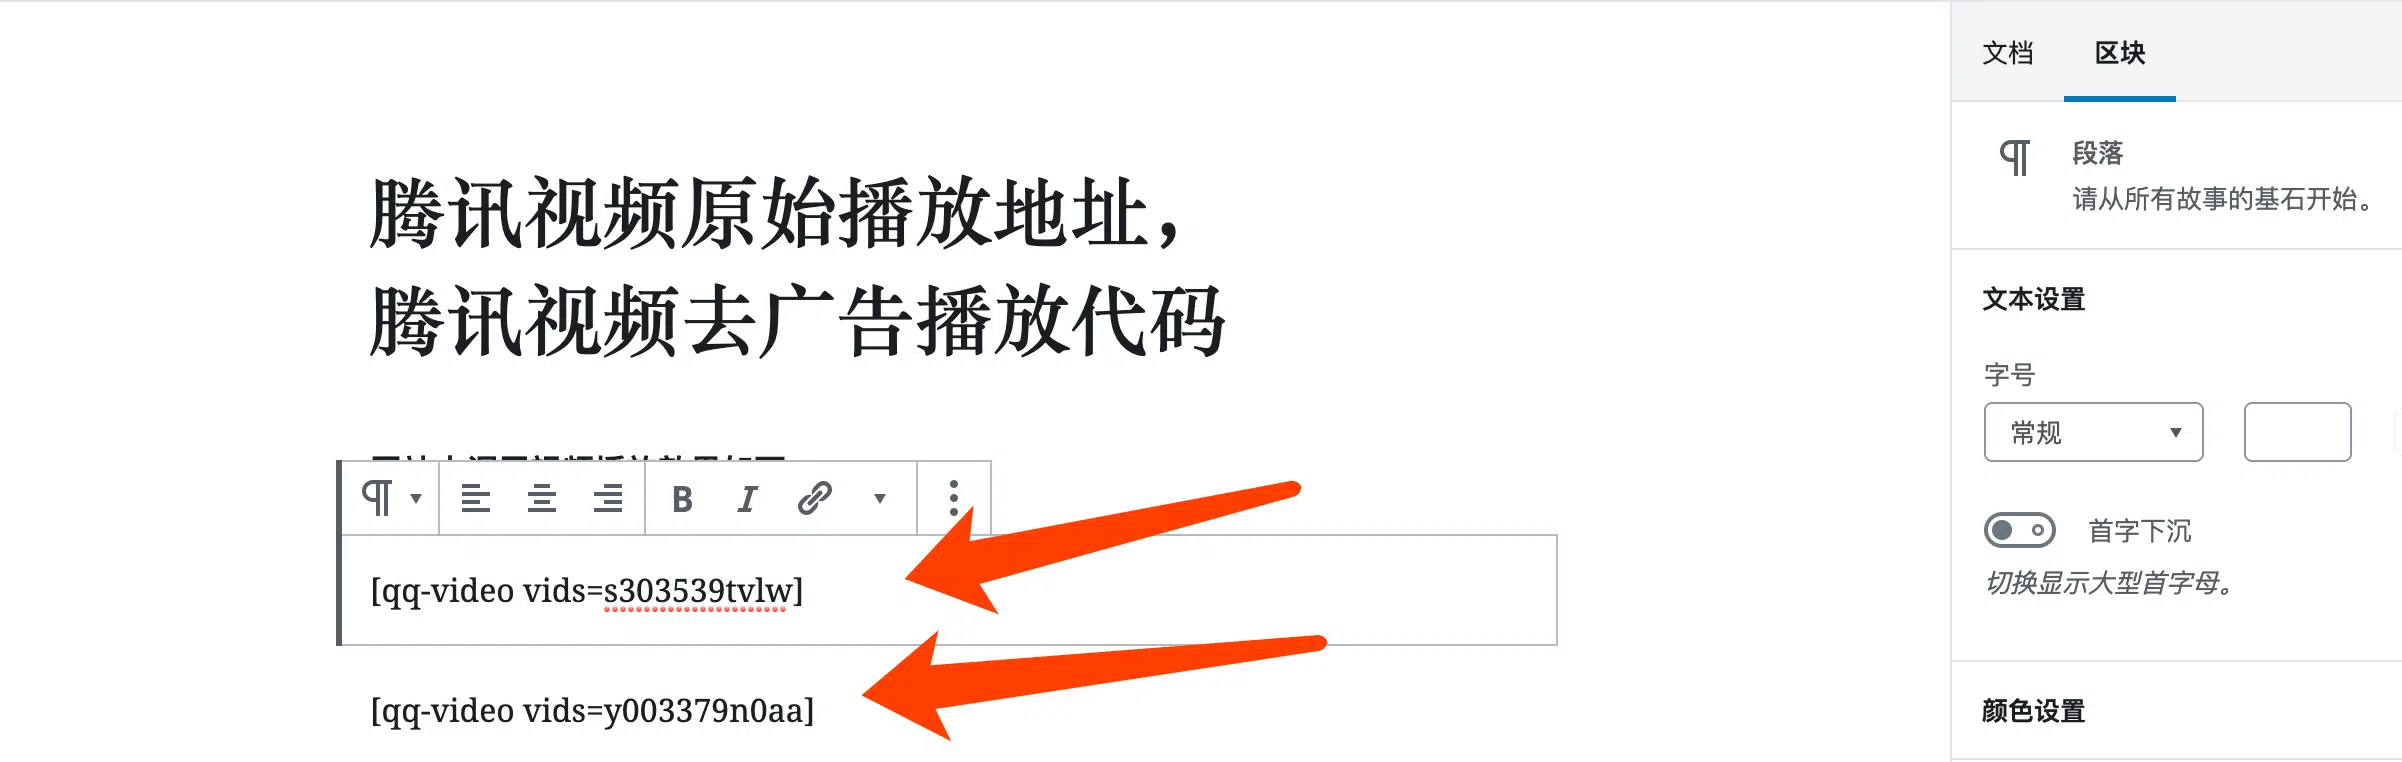 文档 区块
段落
请从所有故事的基石开始。
腾讯视频原始播放地址，
腾讯视频去广告播放代码
文本设置
字号
常规
B I
首字下沉
切换显示大型首字母。
[qq-video vids=s303539tvlw]
[qq-video vids=y003379n0aa]
颜色设置